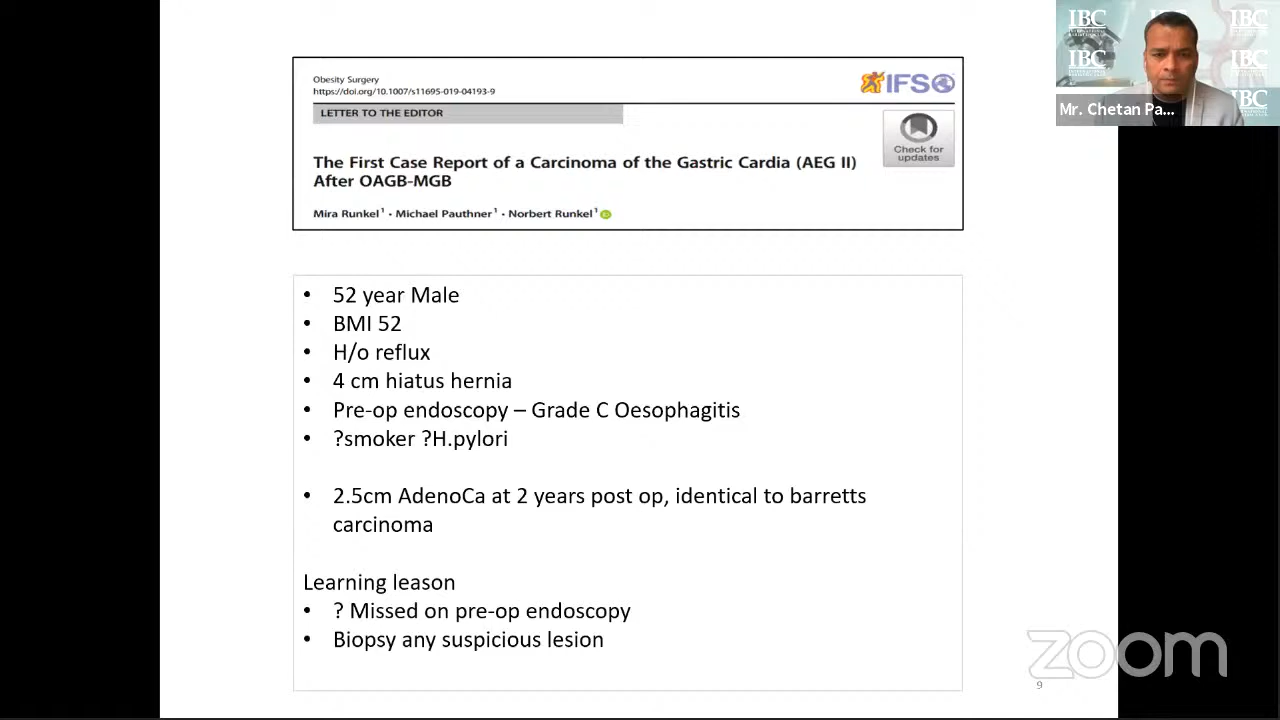 Obesity Surgery
https://doi.org/10.1007/s11695-019-04193-9
IFSO
LETTER TO THE EDITOR
Check for
updates
The First Case Report of a Carcinoma of the Gastric Cardia (AEG II)
After OAGB-MGB
Mira Runkel¹ • Michael Pauthner¹ • Norbert Runkel¹
• 52 year Male
• BMI 52
• H/o reflux
• 4 cm hiatus hernia
• Pre-op endoscopy – Grade C Oesophagitis
• ?smoker ?H.pylori
• 2.5cm AdenoCa at 2 years post op, identical to barretts
carcinoma
Learning leason
• ? Missed on pre-op endoscopy
• Biopsy any suspicious lesion
9
zoom
IBC
IBC
IBC
IBC
IBC
Mr. Chetan Pa...